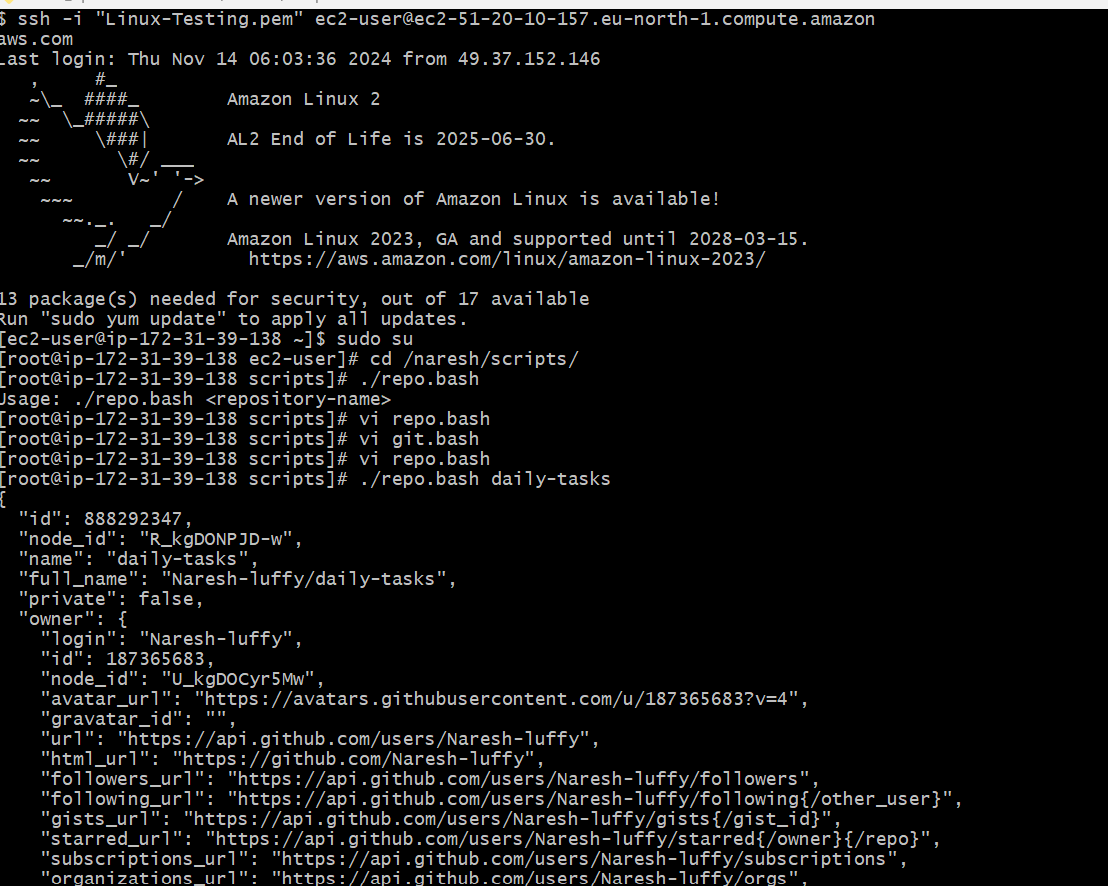 $ ssh -i "Linux-Testing.pem" ec2-user@ec2-51-20-10-157.eu-north-1.compute.amazon
aws.com
Last login: Thu Nov 14 06:03:36 2024 from 49.37.152.146
   ,     #_
   ~\_  ####_        Amazon Linux 2
  ~~  \_#####\
  ~~     \###|       AL2 End of Life is 2025-06-30.
  ~~       \#/ ___
   ~~       V~' '->
    ~~~         /    A newer version of Amazon Linux is available!
      ~~._.   _/
         _/ _/       Amazon Linux 2023, GA and supported until 2028-03-15.
       _/m/'           https://aws.amazon.com/linux/amazon-linux-2023/
13 package(s) needed for security, out of 17 available
Run "sudo yum update" to apply all updates.
[ec2-user@ip-172-31-39-138 ~]$ sudo su
[root@ip-172-31-39-138 ec2-user]# cd /naresh/scripts/
[root@ip-172-31-39-138 scripts]# ./repo.bash
Usage: ./repo.bash <repository-name>
[root@ip-172-31-39-138 scripts]# vi repo.bash
[root@ip-172-31-39-138 scripts]# vi git.bash
[root@ip-172-31-39-138 scripts]# vi repo.bash
[root@ip-172-31-39-138 scripts]# ./repo.bash daily-tasks
{
  "id": 888292347,
  "node_id": "R_kgDONPJD-w",
  "name": "daily-tasks",
  "full_name": "Naresh-luffy/daily-tasks",
  "private": false,
  "owner": {
    "login": "Naresh-luffy",
    "id": 187365683,
    "node_id": "U_kgDOCyr5Mw",
    "avatar_url": "https://avatars.githubusercontent.com/u/187365683?v=4",
    "gravatar_id": "",
    "url": "https://api.github.com/users/Naresh-luffy",
    "html_url": "https://github.com/Naresh-luffy",
    "followers_url": "https://api.github.com/users/Naresh-luffy/followers",
    "following_url": "https://api.github.com/users/Naresh-luffy/following{/other_user}",
    "gists_url": "https://api.github.com/users/Naresh-luffy/gists{/gist_id}",
    "starred_url": "https://api.github.com/users/Naresh-luffy/starred{/owner}{/repo}",
    "subscriptions_url": "https://api.github.com/users/Naresh-luffy/subscriptions",
    "organizations_url": "https://api.github.com/users/Naresh-luffy/orgs",